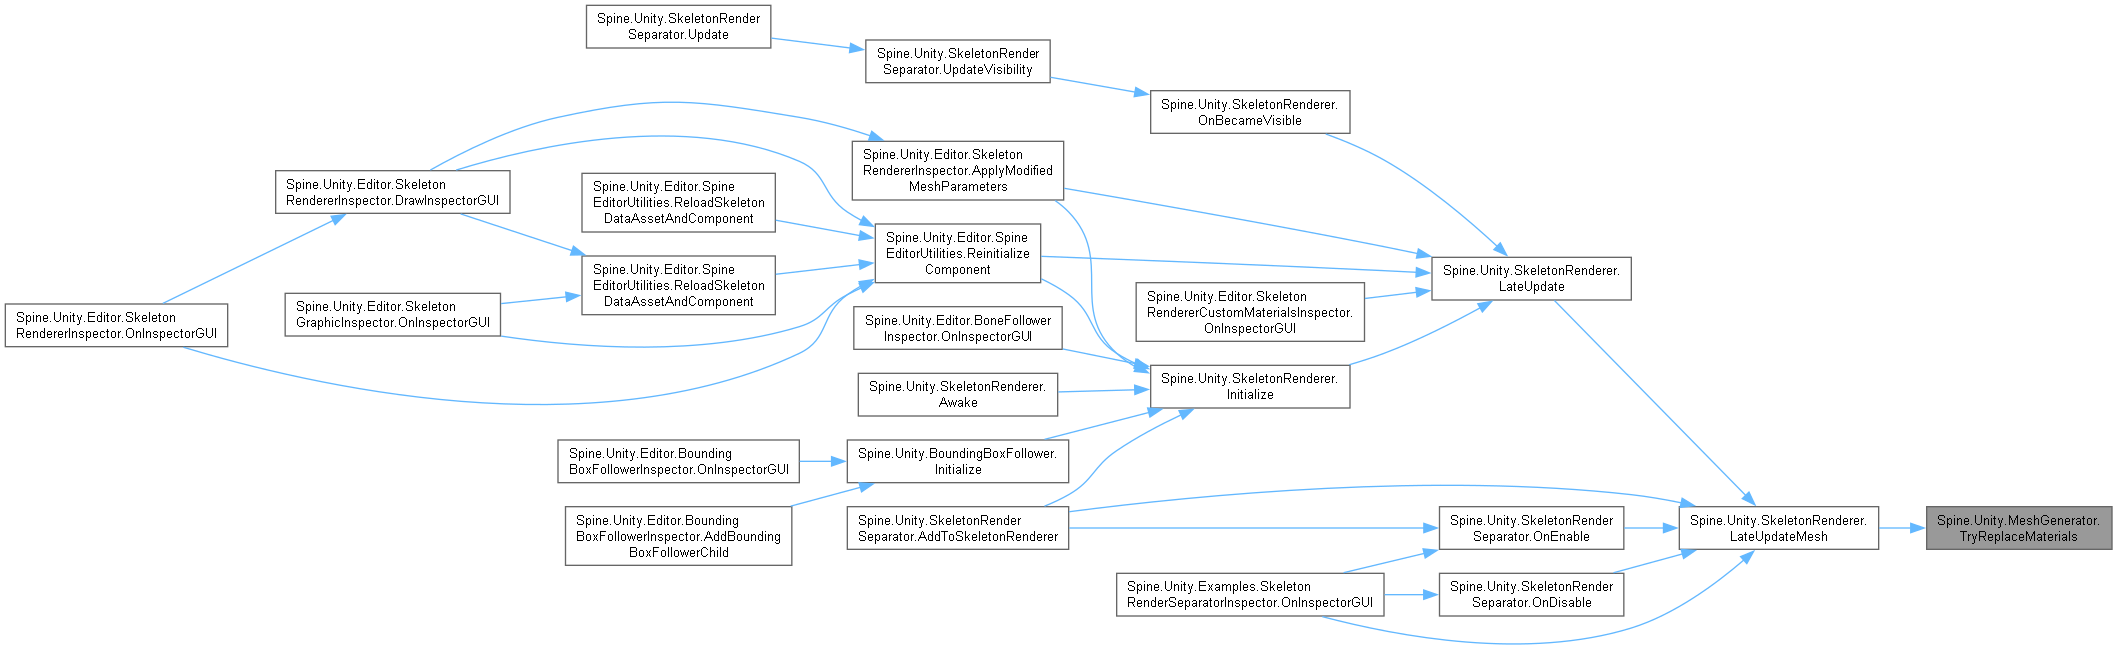 Spine.Unity.SkeletonRender
Separator.Update
Spine.Unity.SkeletonRender
Separator.UpdateVisibility
Spine.Unity.SkeletonRenderer.
OnBecameVisible
Spine.Unity.Editor.Skeleton
RendererInspector.ApplyModified
MeshParameters
Spine.Unity.Editor.Skeleton
RendererInspector.DrawInspectorGUI
Spine.Unity.Editor.Spine
EditorUtilities.ReloadSkeleton
DataAssetAndComponent
Spine.Unity.Editor.Spine
EditorUtilities.Reinitialize
Component
Spine.Unity.Editor.Spine
EditorUtilities.ReloadSkeleton
DataAssetAndComponent
Spine.Unity.SkeletonRenderer.
LateUpdate
Spine.Unity.Editor.Skeleton
RendererCustomMaterialsInspector.
OnInspectorGUI
Spine.Unity.Editor.Skeleton
GraphicInspector.OnInspectorGUI
Spine.Unity.Editor.Skeleton
RendererInspector.OnInspectorGUI
Spine.Unity.Editor.BoneFollower
Inspector.OnInspectorGUI
Spine.Unity.SkeletonRenderer.
Initialize
Spine.Unity.SkeletonRenderer.
Awake
Spine.Unity.Editor.Bounding
BoxFollowerInspector.OnInspectorGUI
Spine.Unity.BoundingBoxFollower.
Initialize
Spine.Unity.Editor.Bounding
BoxFollowerInspector.AddBounding
BoxFollowerChild
Spine.Unity.SkeletonRender
Separator.AddToSkeletonRenderer
Spine.Unity.SkeletonRender
Separator.OnEnable
Spine.Unity.SkeletonRenderer.
LateUpdateMesh
Spine.Unity.MeshGenerator.
TryReplaceMaterials
Spine.Unity.Examples.Skeleton
RenderSeparatorInspector.OnInspectorGUI
Spine.Unity.SkeletonRender
Separator.OnDisable